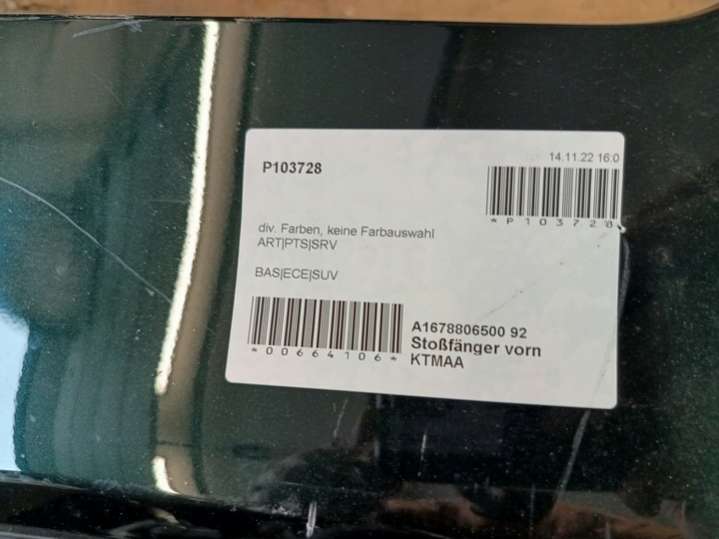 P103728
14.11.22 16:0
*P103728
div. Farben, keine Farbauswahl
ART|PTS|SRV
BAS|ECE|SUV
*00664106*
A1678806500 92
Stoßfänger vorn
KTMAA